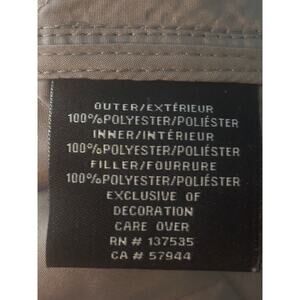 OUTER/EXTÉRIEUR
100%POLYESTER/POLIÉSTER
INNER/INTÉRIEUR
100%POLYESTER/POLIÉSTER
FILLER/FOURRURE
100%POLYESTER/POLIÉSTER
EXCLUSIVE OF
DECORATION
CARE OVER
RN # 137535
CA # 57944